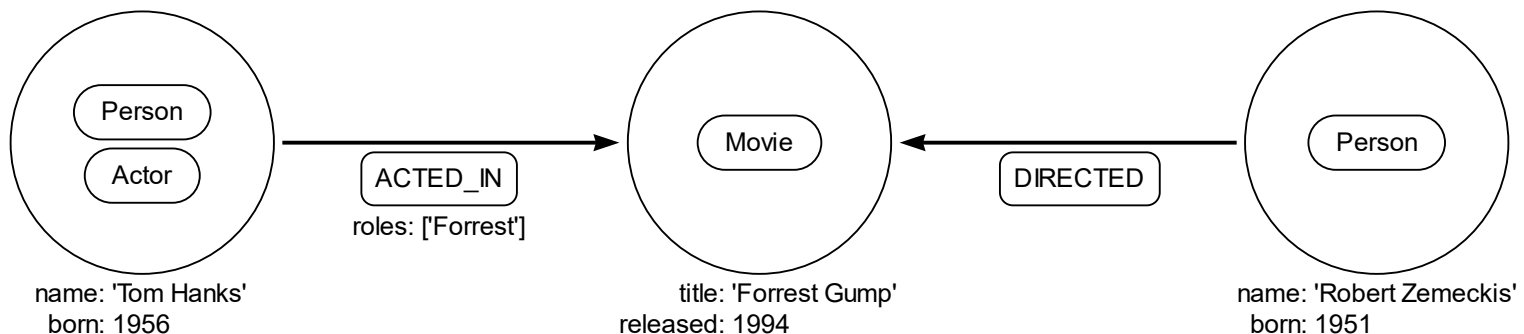 Person
Actor
ACTED_IN
roles: ['Forrest']
name: 'Tom Hanks'
born: 1956
Movie
title: 'Forrest Gump'
released: 1994
DIRECTED
Person
name: 'Robert Zemeckis'
born: 1951